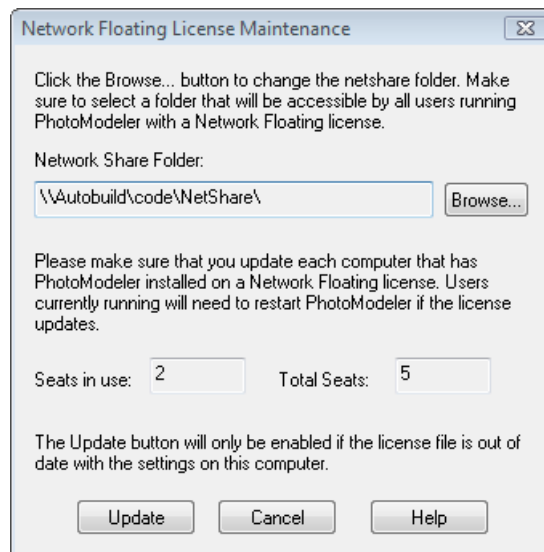 Network Floating License Maintenance
Click the Browse... button to change the netshare folder. Make
sure to select a folder that will be accessible by all users running
PhotoModeler with a Network Floating license.
Network Share Folder:
\\Autobuild\code\NetShare\
Browse...
Please make sure that you update each computer that has
PhotoModeler installed on a Network Floating license. Users
currently running will need to restart PhotoModeler if the license
updates.
Seats in use: 2 Total Seats: 5
The Update button will only be enabled if the license file is out of
date with the settings on this computer.
Update Cancel Help